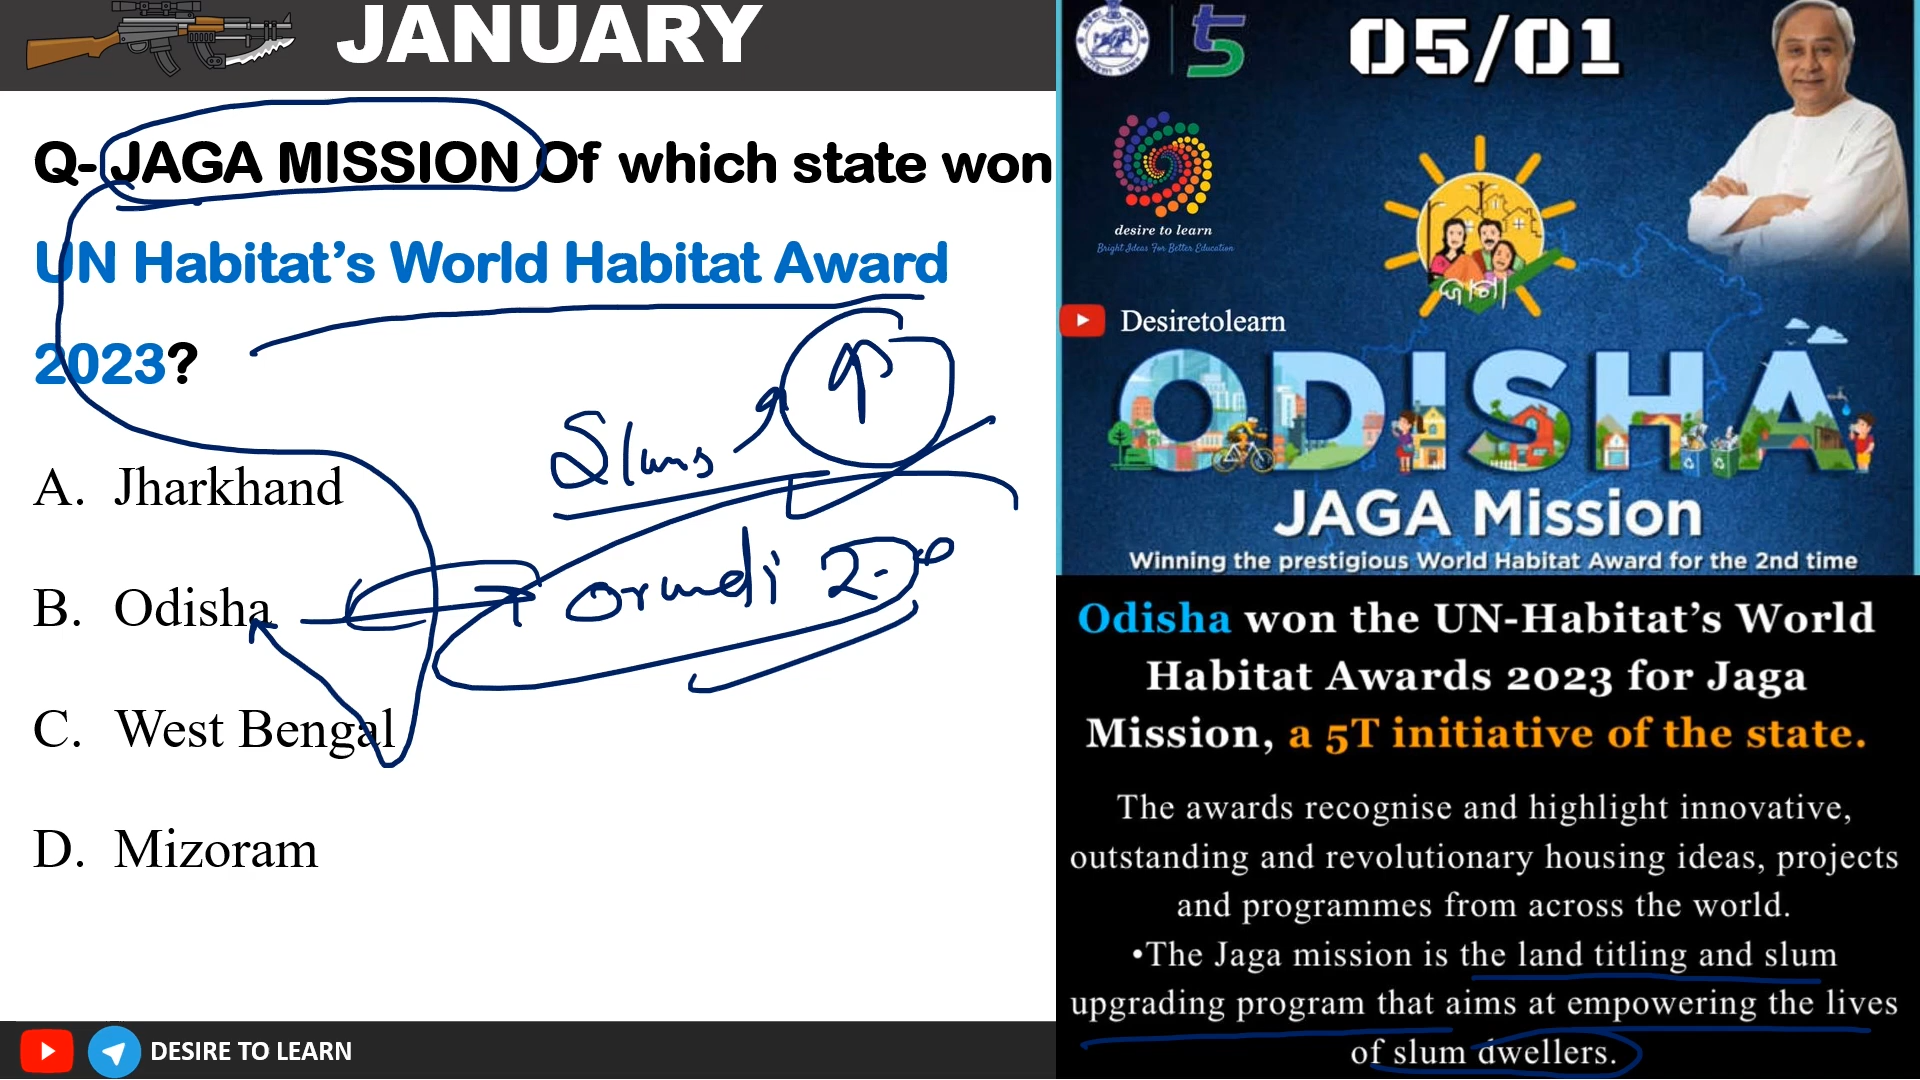 JANUARY
Q- JAGA MISSION Of which state won
UN Habitat's World Habitat Award
2023?
A. Jharkhand
B. Odisha
C. West Bengal
D. Mizoram
Slums
DESIRE TO LEARN
05/01
desire to learn
Bright Ideas For Better Education
Desiretolearn
ଜାଗା
ODISHA
JAGA Mission
Winning the prestigious World Habitat Award for the 2nd time
Odisha won the UN-Habitat's World
Habitat Awards 2023 for Jaga
Mission, a 5T initiative of the state.
The awards recognise and highlight innovative,
outstanding and revolutionary housing ideas, projects
and programmes from across the world.
•The Jaga mission is the land titling and slum
upgrading program that aims at empowering the lives
of slum dwellers.